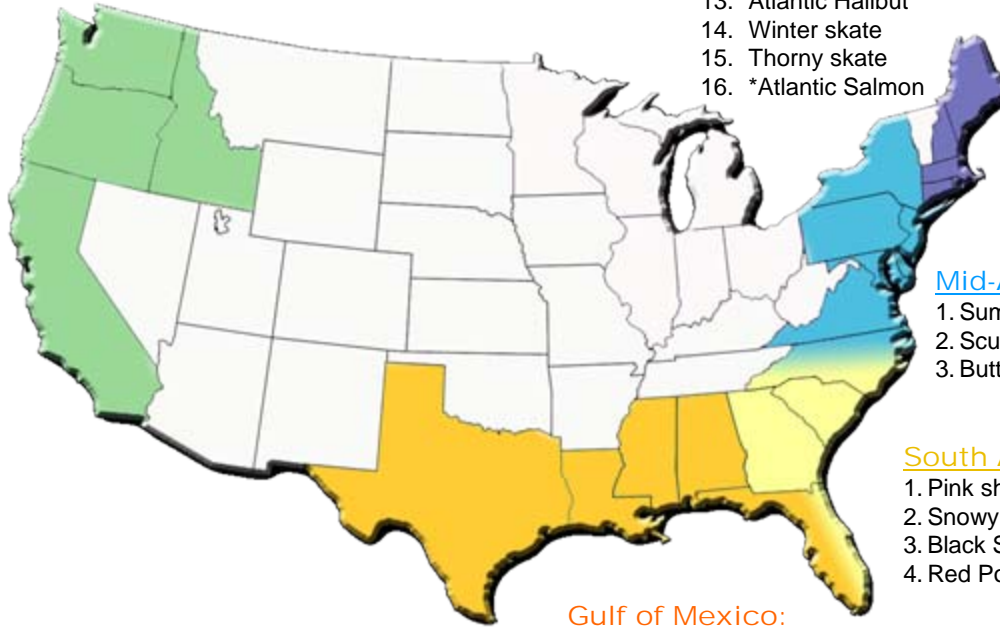 13. Atlantic Halibut
14. Winter skate
15. Thorny skate
16. *Atlantic Salmon
Mid-A
1. Sum
2. Scu
3. Butt
South A
1. Pink sh
2. Snowy
3. Black S
4. Red Po
Gulf of Mexico: